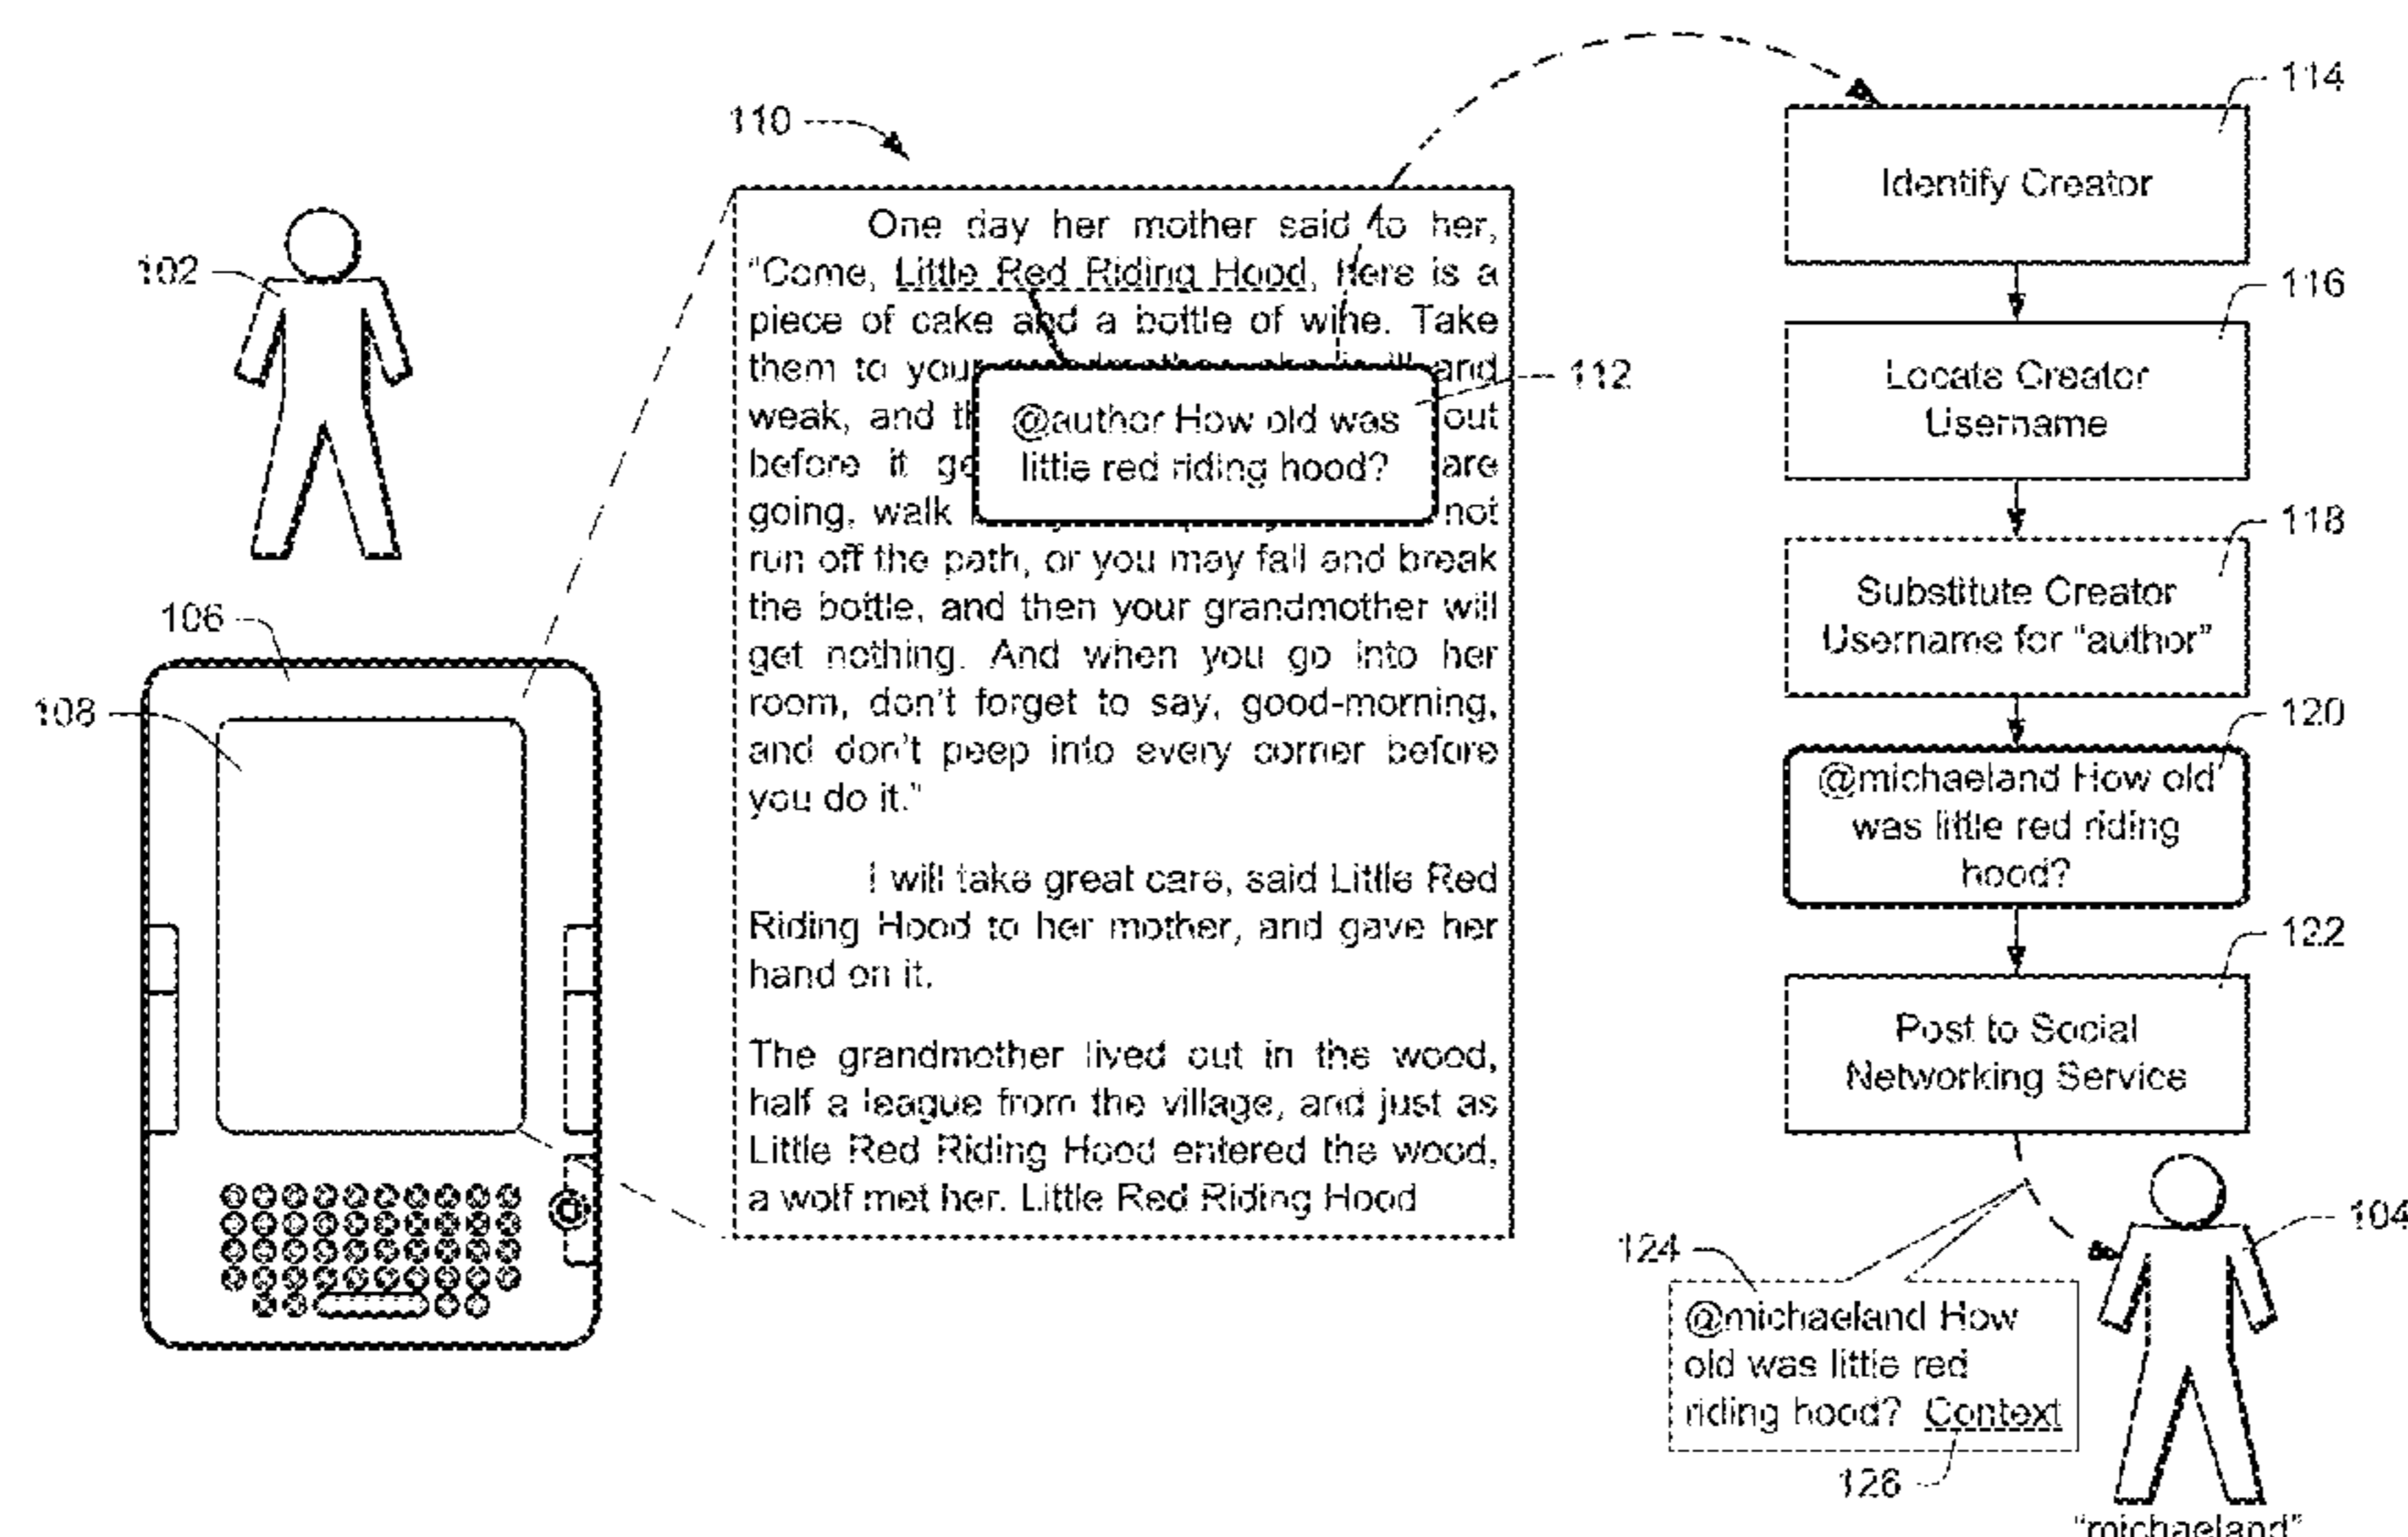 110
102
106
108
One day her mother said to her,
"Come, Little Red Riding Hood, here is a
piece of cake and a bottle of wine. Take
them to your and
weak, and out
before it are
going, walk not
run off the path, or you may fall and break
the bottle, and then your grandmother will
get nothing. And when you go into her
room, don't forget to say, good-morning,
and don't peep into every corner before
you do it."
I will take great care, said Little Red
Riding Hood to her mother, and gave her
hand on it.
The grandmother lived out in the wood,
half a league from the village, and just as
Little Red Riding Hood entered the wood,
a wolf met her. Little Red Riding Hood
112
@author How old was
little red riding hood?
114
Identify Creator
116
Locate Creator
Username
118
Substitute Creator
Username for "author"
120
@michaeland How old
was little red riding
hood?
122
Post to Social
Networking Service
124
@michaeland How
old was little red
riding hood? Context
126
104
"michaeland"